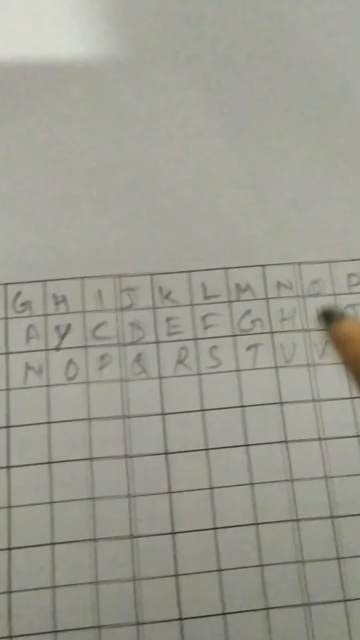 G H I J K L M N O P
A Y C D E F G H
N O P Q R S T U V